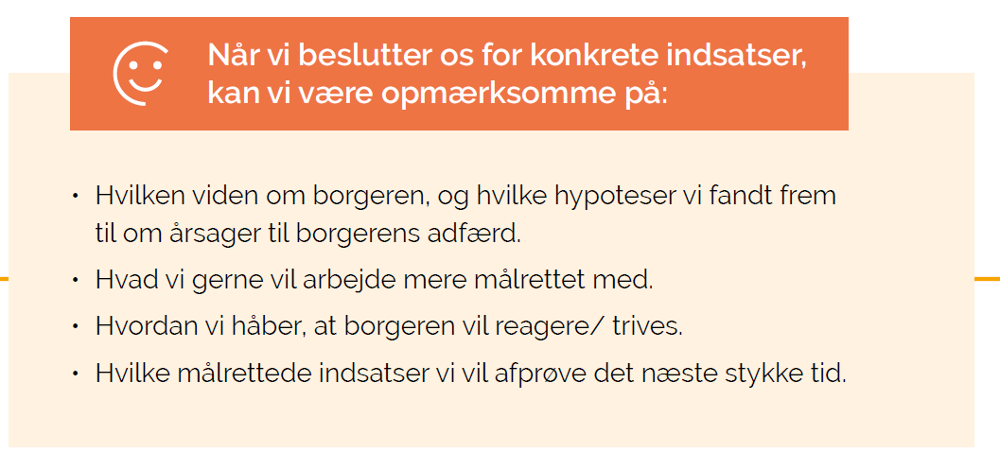 Når vi beslutter os for konkrete indsatser,
kan vi være opmærksomme på:
• Hvilken viden om borgeren, og hvilke hypoteser vi fandt frem
til om årsager til borgerens adfærd.
• Hvad vi gerne vil arbejde mere målrettet med.
• Hvordan vi håber, at borgeren vil reagere/ trives.
• Hvilke målrettede indsatser vi vil afprøve det næste stykke tid.